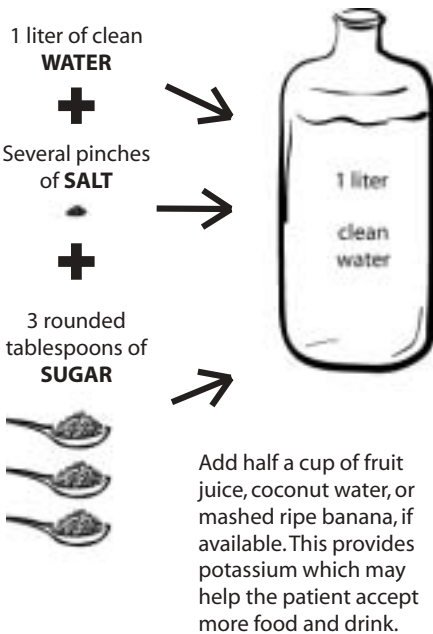 1 liter of clean
WATER
+
Several pinches
of SALT
+
3 rounded
tablespoons of
SUGAR
1 liter
clean
water
Add half a cup of fruit
juice, coconut water, or
mashed ripe banana, if
available. This provides
potassium which may
help the patient accept
more food and drink.